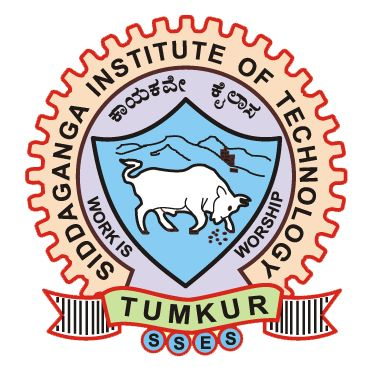 SIDDAGANGA INSTITUTE OF TECHNOLOGY
ಕಾಯಕವೇ ಕೈಲಾಸ
WORK IS WORSHIP
TUMKUR
SSES